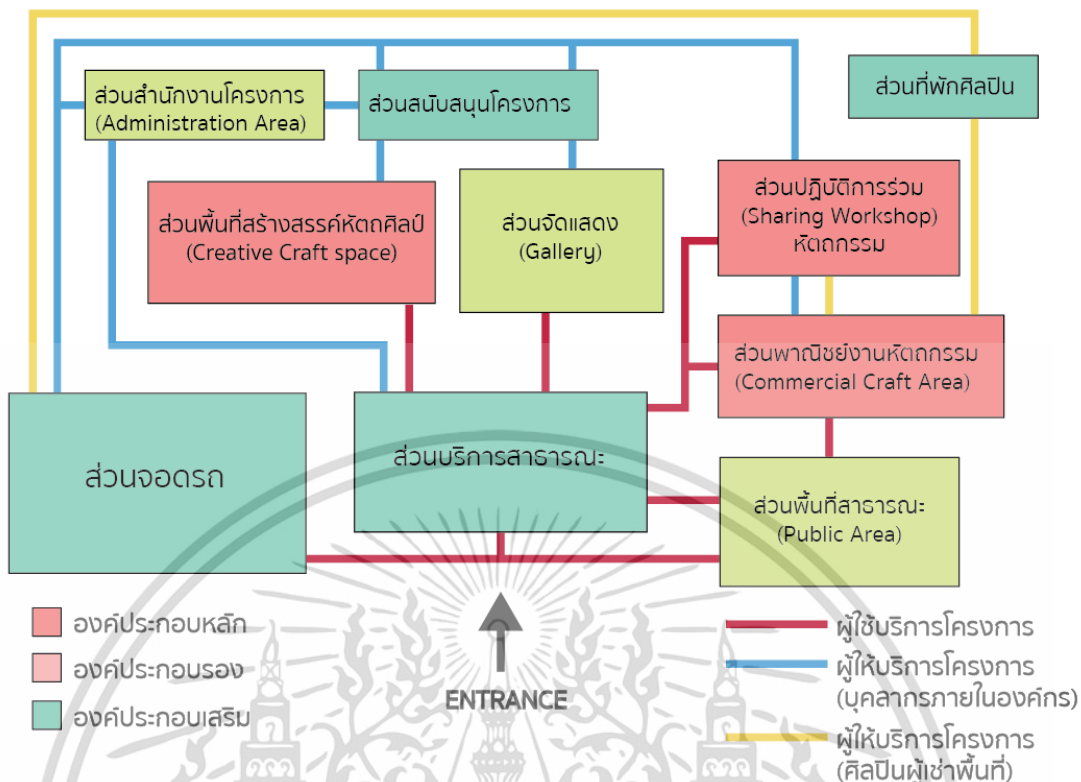 ส่วนสำนักงานโครงการ
(Administration Area)
ส่วนสนับสนุนโครงการ
ส่วนที่พักศิลปิน
ส่วนพื้นที่สร้างสรรค์หัตถศิลป์
(Creative Craft space)
ส่วนจัดแสดง
(Gallery)
ส่วนปฏิบัติการร่วม
(Sharing Workshop)
หัตถกรรม
ส่วนพาณิชย์งานหัตถกรรม
(Commercial Craft Area)
ส่วนจอดรถ
ส่วนบริการสาธารณะ
ส่วนพื้นที่สาธารณะ
(Public Area)
องค์ประกอบหลัก
องค์ประกอบรอง
องค์ประกอบเสริม
ENTRANCE
ผู้ใช้บริการโครงการ
ผู้ให้บริการโครงการ
(บุคลากรภายในองค์กร)
ผู้ให้บริการโครงการ
(ศิลปินผู้เช่าพื้นที่)